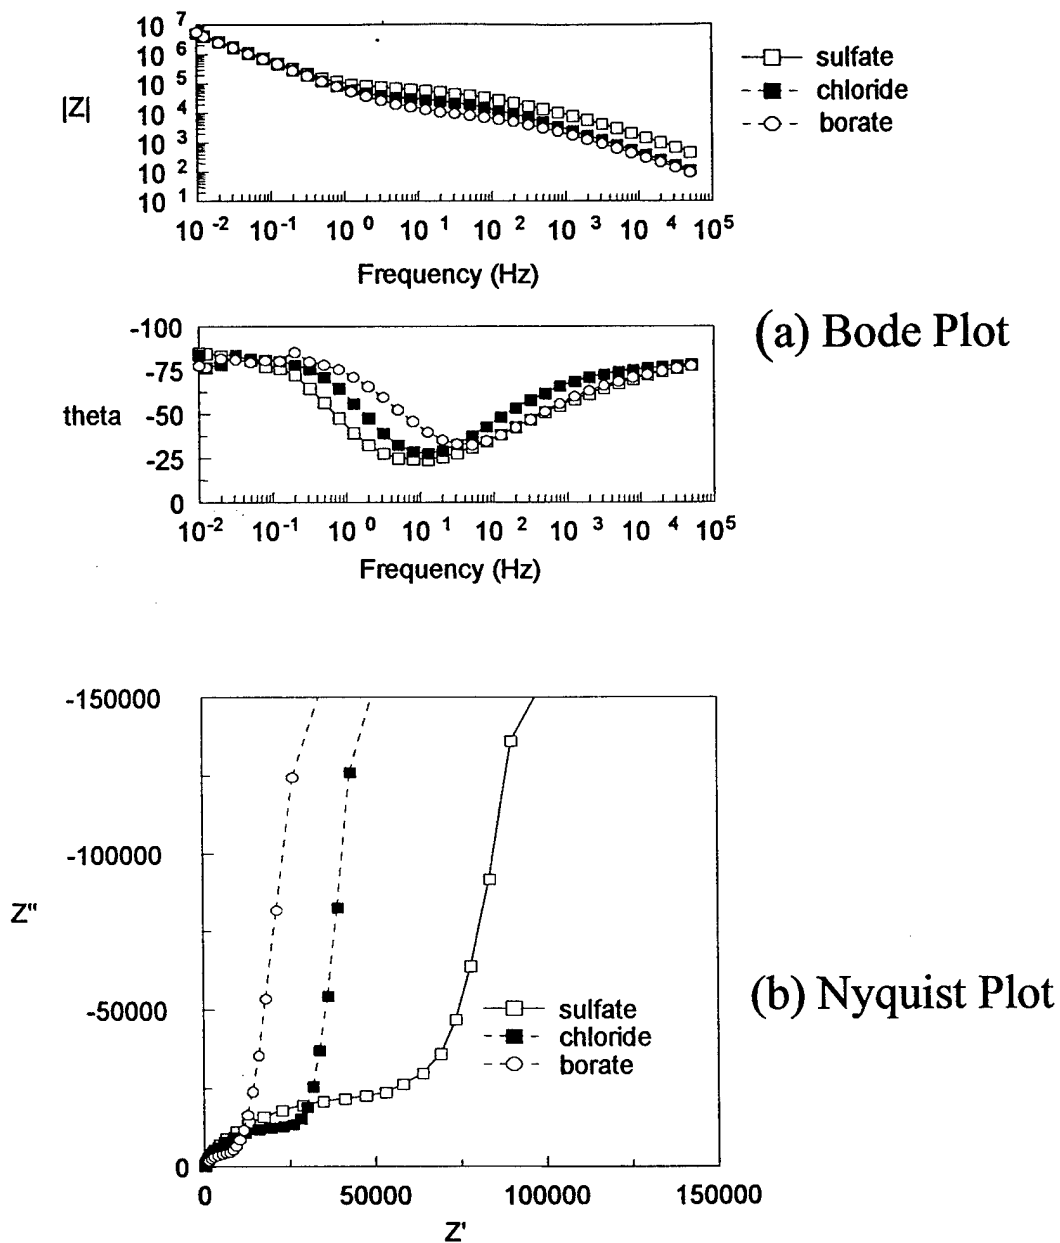 10 7
10 6
10 5
10 4
10 3
10 2
10 1
|Z|
10 -2 10 -1 10 0 10 1 10 2 10 3 10 4 10 5
Frequency (Hz)
sulfate
chloride
borate
(a) Bode Plot
-100
-75
-50
-25
0
theta
10 -2 10 -1 10 0 10 1 10 2 10 3 10 4 10 5
Frequency (Hz)
-150000
-100000
-50000
0
Z"
0 50000 100000 150000
Z'
sulfate
chloride
borate
(b) Nyquist Plot